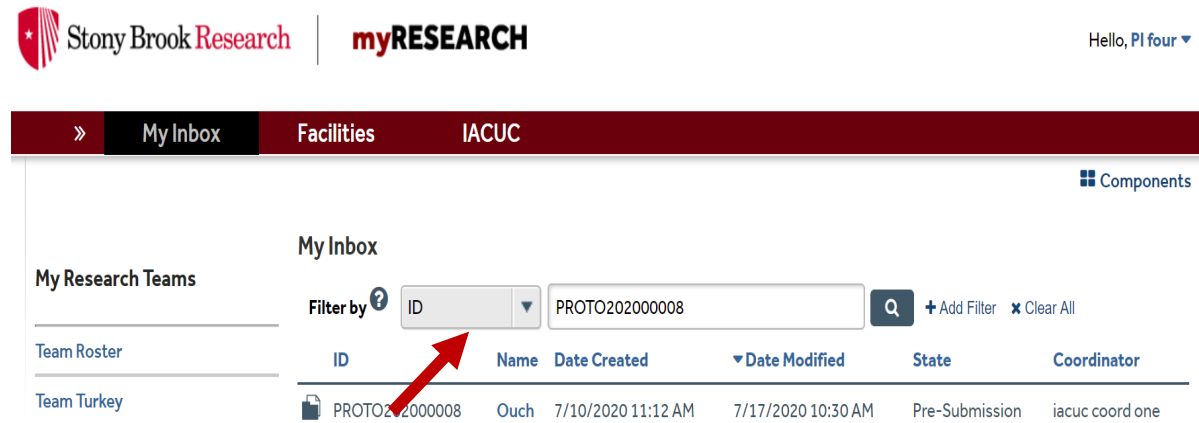 Stony Brook Research
myRESEARCH
Hello, PI four
» My Inbox Facilities IACUC
Components
My Research Teams
Team Roster
Team Turkey
My Inbox
Filter by ? ID PROTO202000008 + Add Filter × Clear All
ID Name Date Created Date Modified State Coordinator
PROTO202000008 Ouch 7/10/2020 11:12 AM 7/17/2020 10:30 AM Pre-Submission iacuc coord one